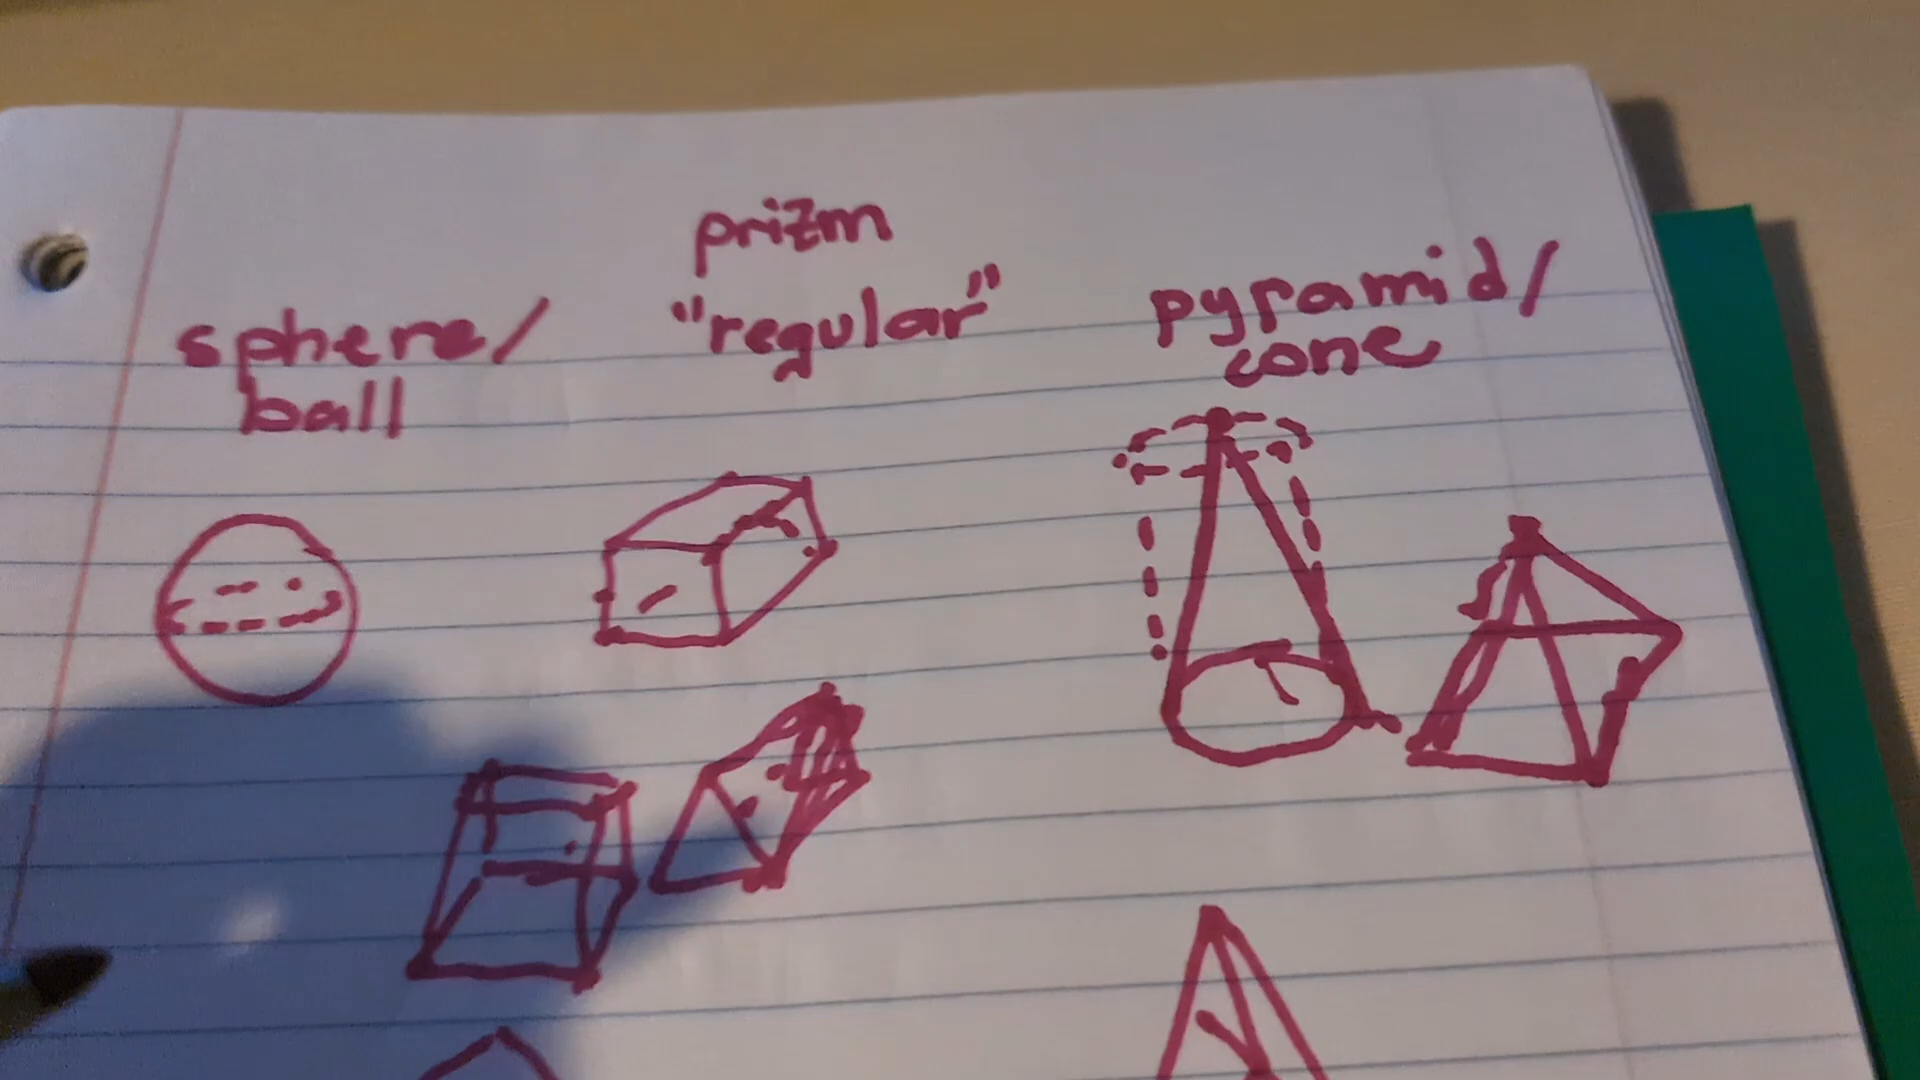 sphere/
ball
prizm
"regular"
pyramid/
cone